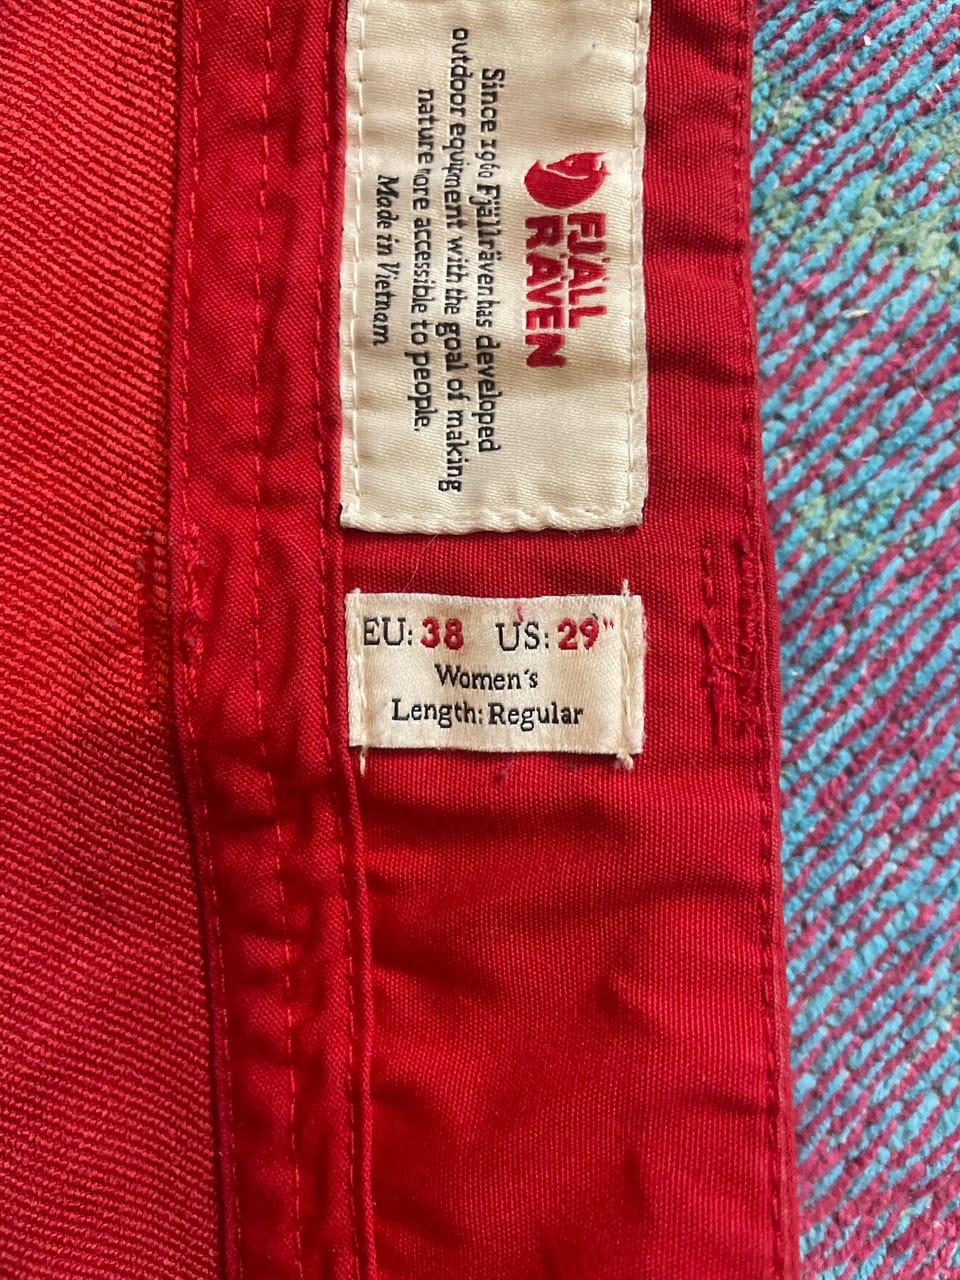 FJÄLL
RÄVEN
Since 1960 Fjällräven has developed
outdoor equipment with the goal of making
nature more accessible to people.
Made in Vietnam
EU: 38 US: 29"
Women's
Length: Regular